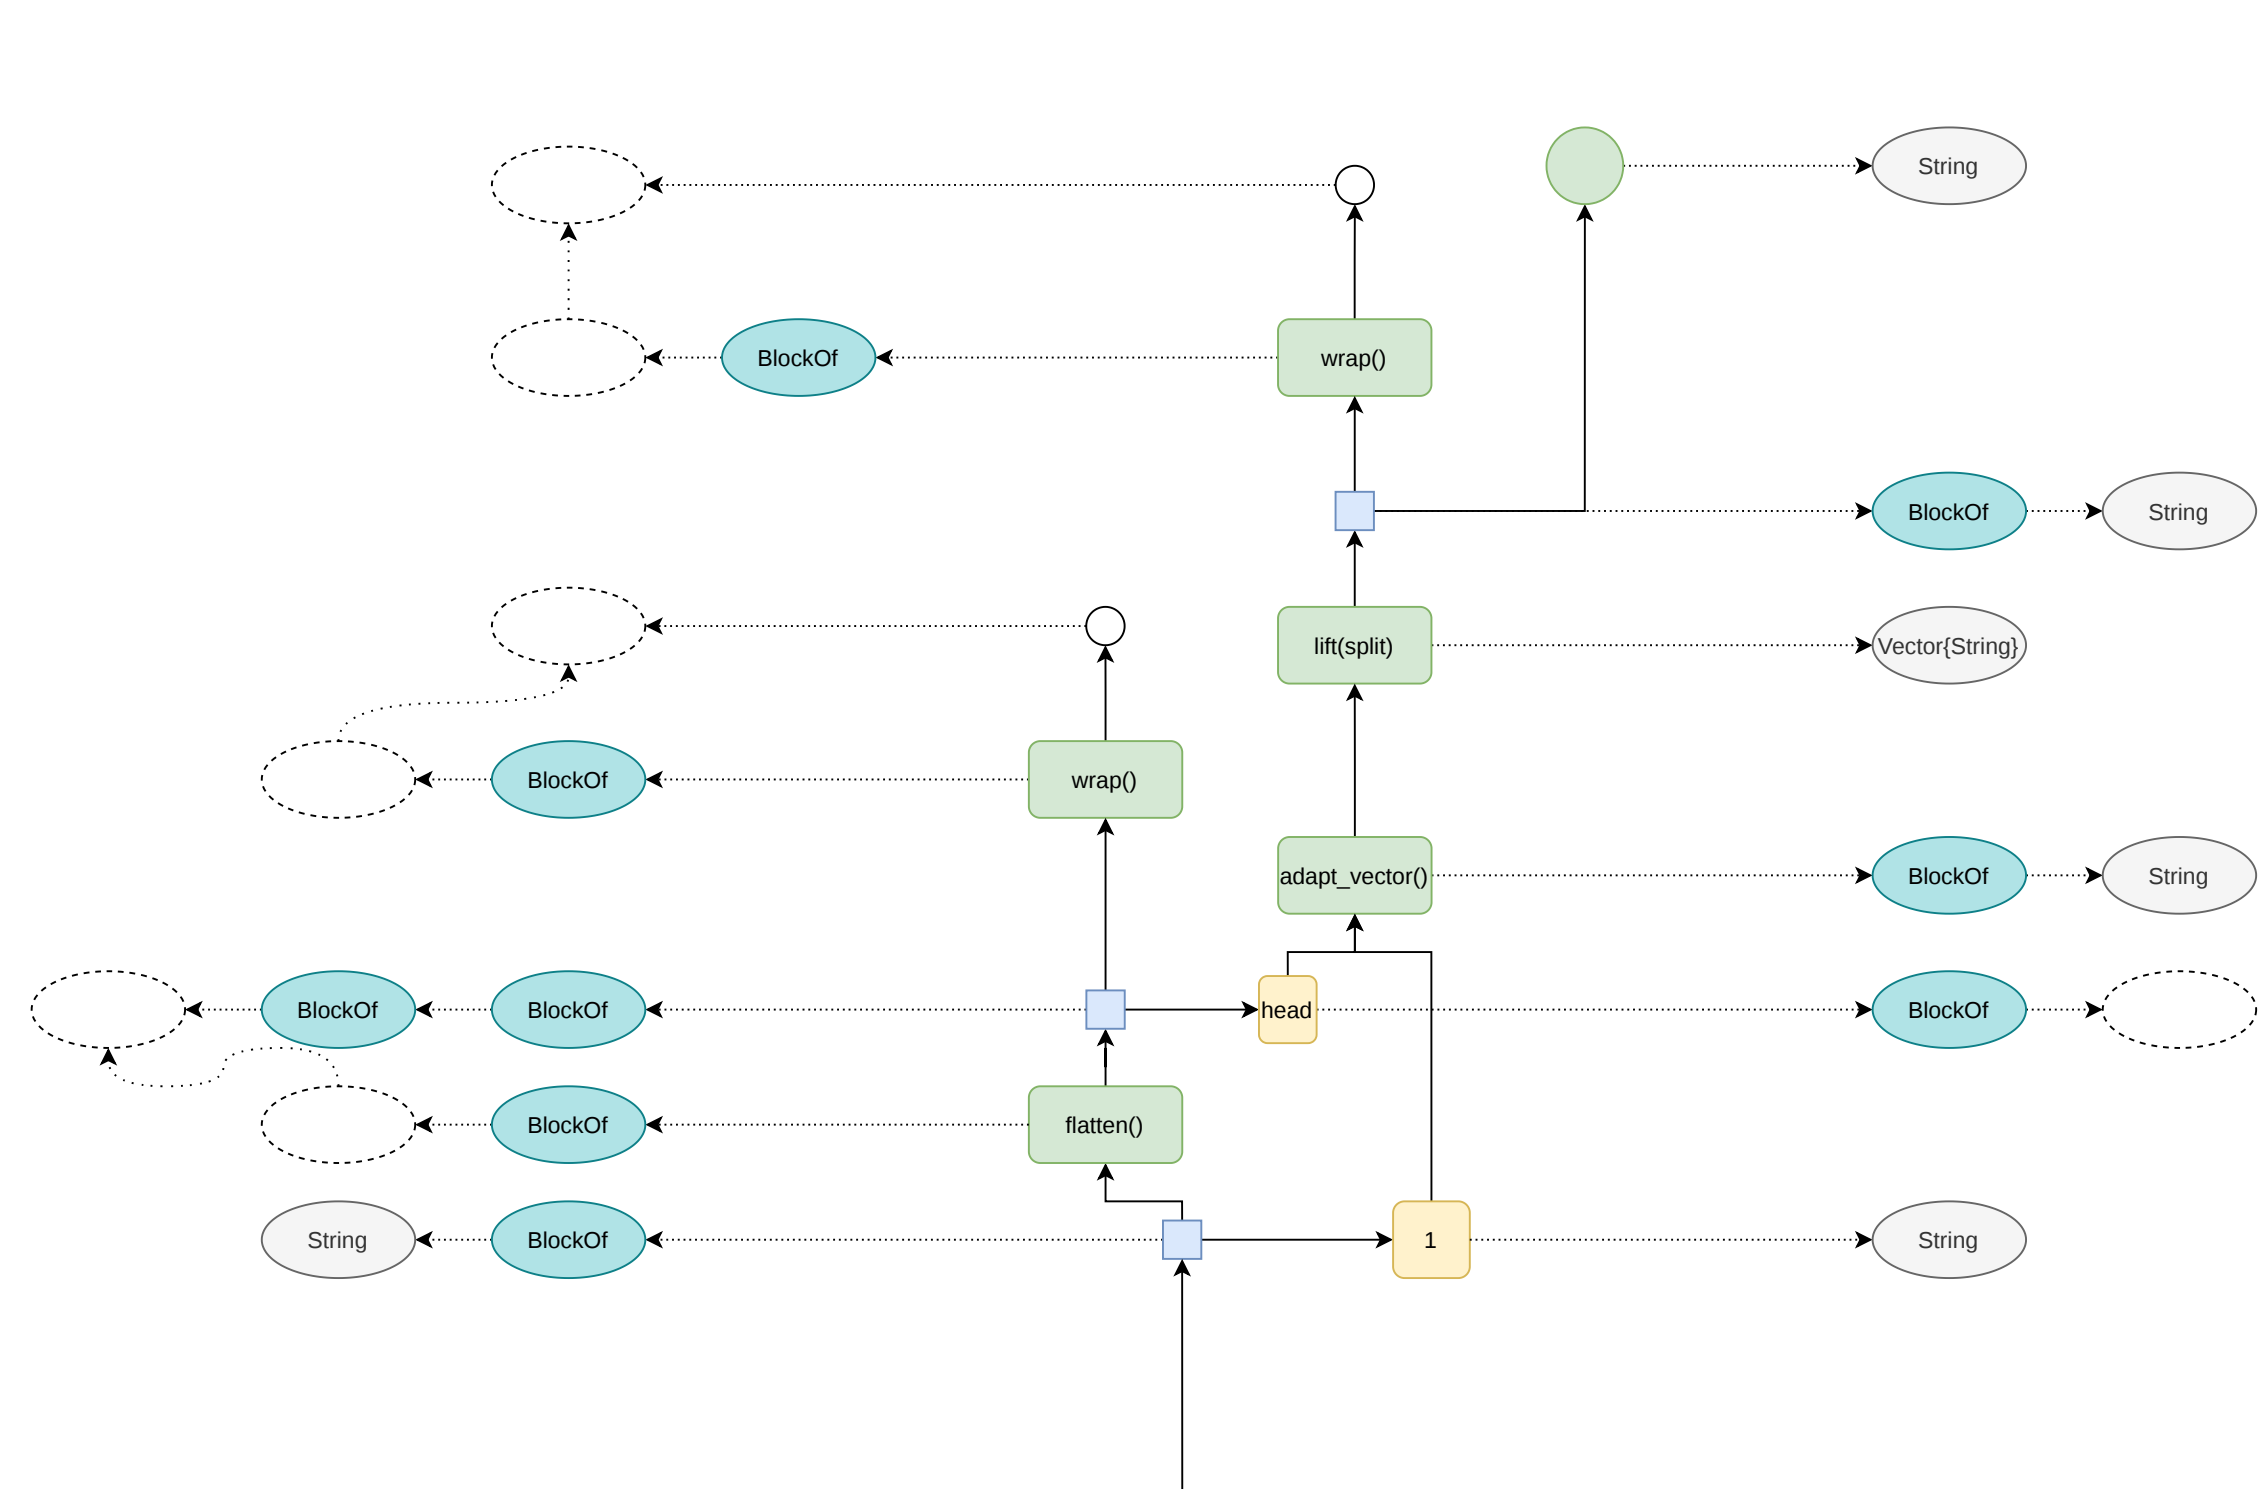 String
BlockOf
wrap()
BlockOf
String
lift(split)
Vector{String}
BlockOf
wrap()
adapt_vector()
BlockOf
String
BlockOf
BlockOf
head
BlockOf
BlockOf
flatten()
String
BlockOf
1
String